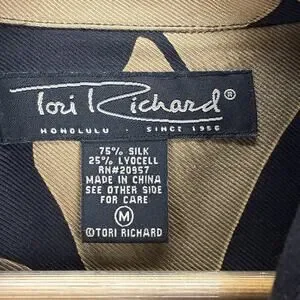 Tori Richard®
HONOLULU · SINCE 1956
75% SILK
25% LYOCELL
RN#20957
MADE IN CHINA
SEE OTHER SIDE
FOR CARE
M
©TORI RICHARD